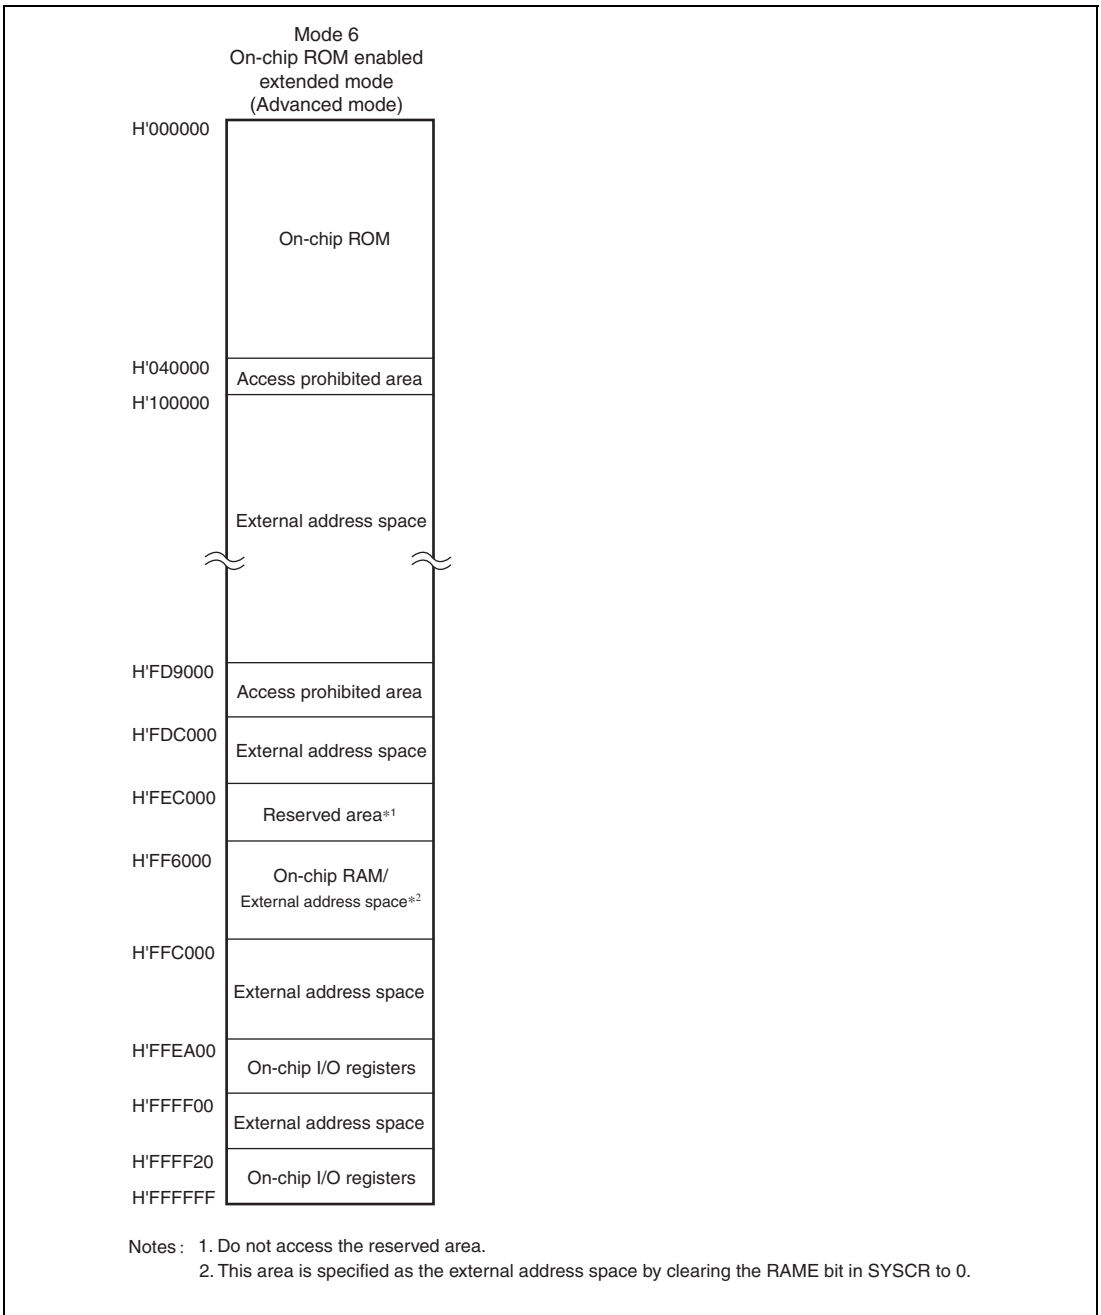 Mode 6
On-chip ROM enabled
extended mode
(Advanced mode)
H'000000
On-chip ROM
H'040000
Access prohibited area
H'100000
External address space
H'FD9000
Access prohibited area
H'FDC000
External address space
H'FEC000
Reserved area*1
H'FF6000
On-chip RAM/
External address space*2
H'FFC000
External address space
H'FFEA00
On-chip I/O registers
H'FFFF00
External address space
H'FFFF20
On-chip I/O registers
H'FFFFFF
Notes : 1. Do not access the reserved area.
2. This area is specified as the external address space by clearing the RAME bit in SYSCR to 0.